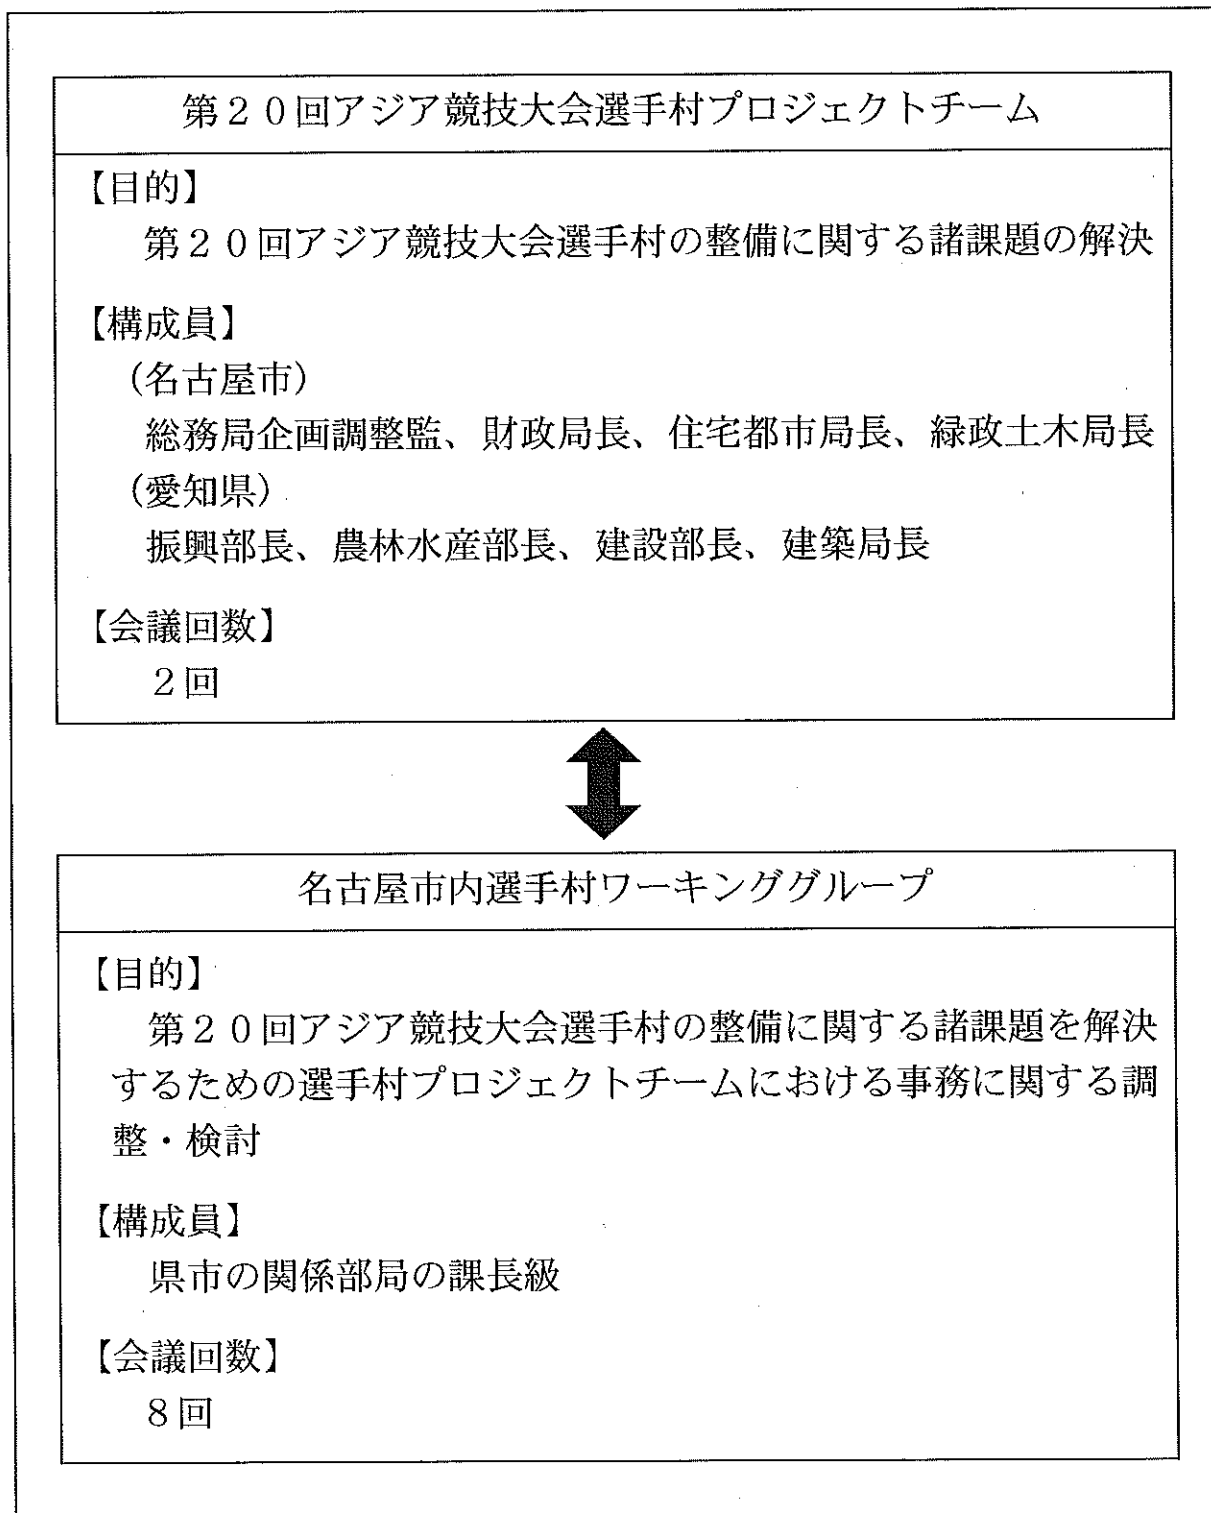 第２０回アジア競技大会選手村プロジェクトチーム
【目的】
第２０回アジア競技大会選手村の整備に関する諸課題の解決
【構成員】
（名古屋市）
総務局企画調整監、財政局長、住宅都市局長、緑政土木局長
（愛知県）
振興部長、農林水産部長、建設部長、建築局長
【会議回数】
２回
名古屋市内選手村ワーキンググループ
【目的】
第２０回アジア競技大会選手村の整備に関する諸課題を解決
するための選手村プロジェクトチームにおける事務に関する調
整・検討
【構成員】
県市の関係部局の課長級
【会議回数】
８回